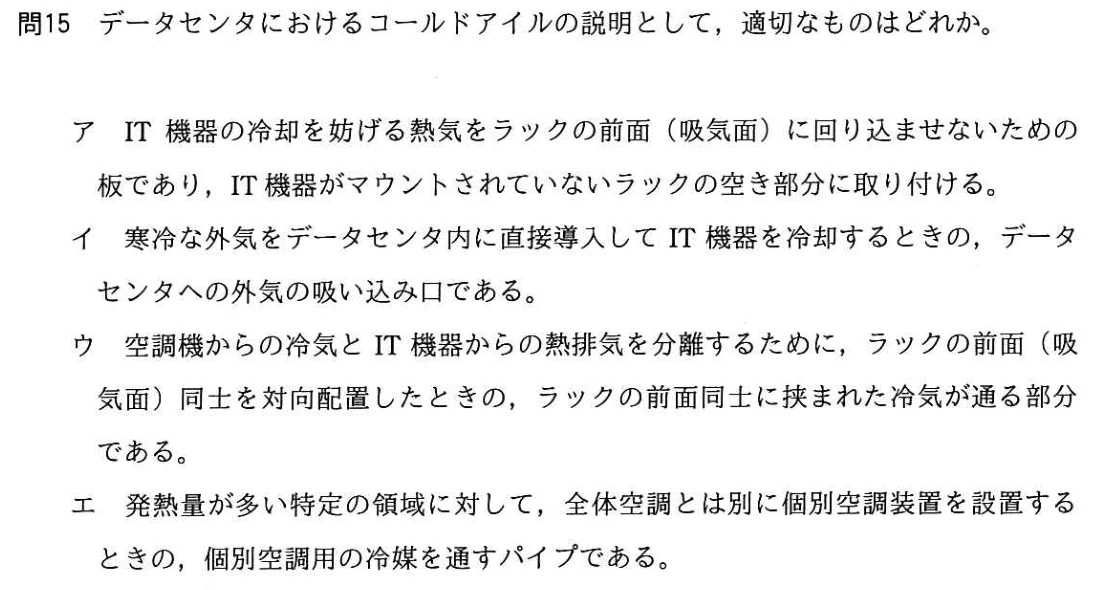 問15 データセンタにおけるコールドアイルの説明として，適切なものはどれか。
ア IT 機器の冷却を妨げる熱気をラックの前面（吸気面）に回り込ませないための
板であり，IT 機器がマウントされていないラックの空き部分に取り付ける。
イ 寒冷な外気をデータセンタ内に直接導入して IT 機器を冷却するときの，データ
センタへの外気の吸い込み口である。
ウ 空調機からの冷気と IT 機器からの熱排気を分離するために，ラックの前面（吸
気面）同士を対向配置したときの，ラックの前面同士に挟まれた冷気が通る部分
である。
エ 発熱量が多い特定の領域に対して，全体空調とは別に個別空調装置を設置する
ときの，個別空調用の冷媒を通すパイプである。